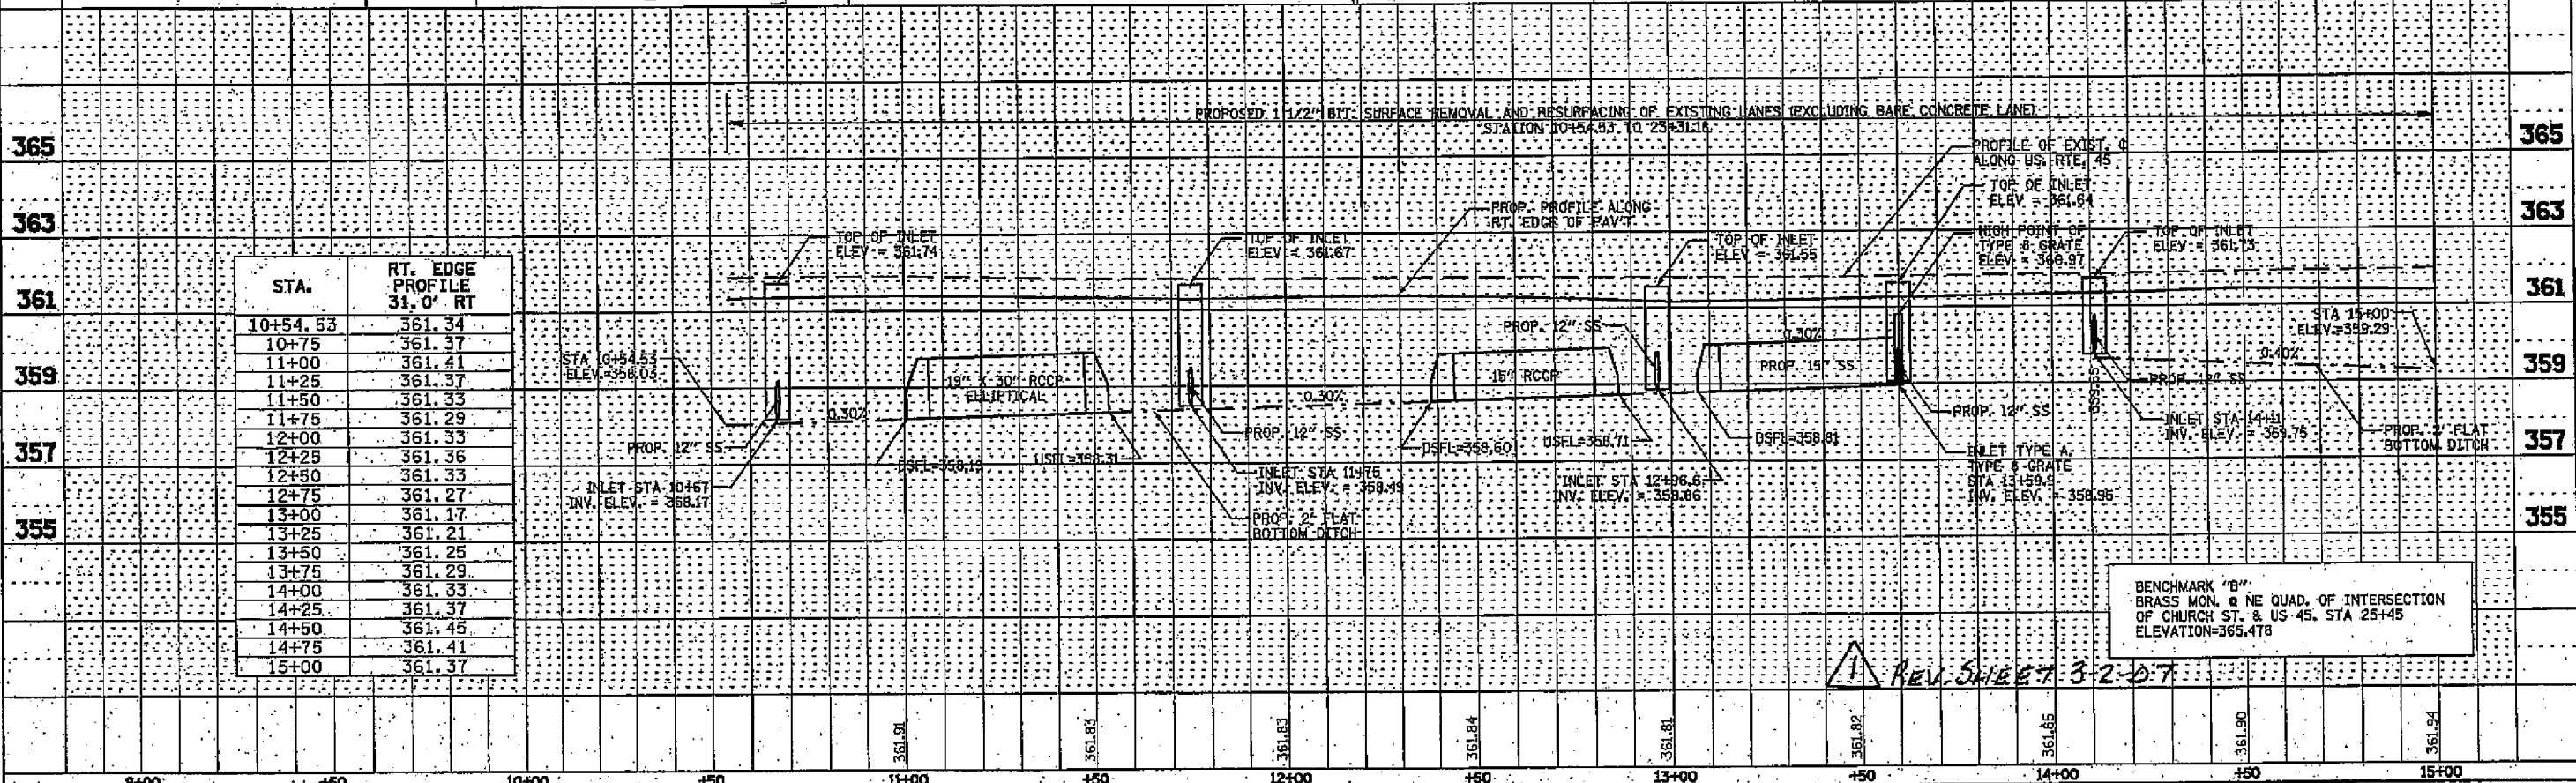 PROPOSED 1 1/2" BIT. SURFACE REMOVAL AND RESURFACING OF EXISTING LANES (EXCLUDING BARE CONCRETE LANE)
STATION 10+54.53 TO 23+31.18
365
365
PROFILE OF EXIST. ℄
ALONG US. RTE. 45
TOP OF INLET
ELEV = 361.64
363
363
PROP. PROFILE ALONG
RT. EDGE OF PAV'T
TOP OF INLET
ELEV = 361.74
TOP OF INLET
ELEV = 361.67
TOP OF INLET
ELEV = 361.55
HIGH POINT OF
TYPE 8 GRATE
ELEV = 360.97
TOP OF INLET
ELEV = 361.73
361
361
STA. RT. EDGE PROFILE 31.0' RT
10+54.53 361.34
10+75 361.37
11+00 361.41
11+25 361.37
11+50 361.33
11+75 361.29
12+00 361.33
12+25 361.36
12+50 361.33
12+75 361.27
13+00 361.17
13+25 361.21
13+50 361.25
13+75 361.29
14+00 361.33
14+25 361.37
14+50 361.45
14+75 361.41
15+00 361.37
STA 15+00
ELEV.=359.29
PROP. 12" SS
0.30%
0.40%
STA 10+54.53
ELEV.=358.03
359
359
19" X 30" RCCP
ELLIPTICAL
15" RCCP
PROP. 15" SS
PROP. 12" SS
359.55
0.30%
0.30%
PROP. 12" SS
INLET STA 14+11
INV. ELEV. = 359.75
PROP. 2' FLAT
BOTTOM DITCH
357
357
PROP. 12" SS
PROP. 12" SS
DSFL=358.19
USFL=358.31
DSFL=358.60
USFL=358.71
DSFL=358.81
INLET TYPE A,
TYPE 8 GRATE
STA 13+59.9
INV. ELEV. = 358.95
INLET STA 10+67
INV. ELEV. = 358.17
INLET STA 11+75
INV. ELEV. = 358.49
INLET STA 12+96.6
INV. ELEV. = 358.86
PROP. 2' FLAT
BOTTOM DITCH
355
355
BENCHMARK "B"
BRASS MON. @ NE QUAD. OF INTERSECTION
OF CHURCH ST. & US 45. STA 25+45
ELEVATION=365.478
1 REV. SHEET 3-2-07
361.91
361.83
361.83
361.84
361.81
361.82
361.85
361.90
361.94
+50
10+00
+50
11+00
+50
12+00
+50
13+00
+50
14+00
+50
15+00